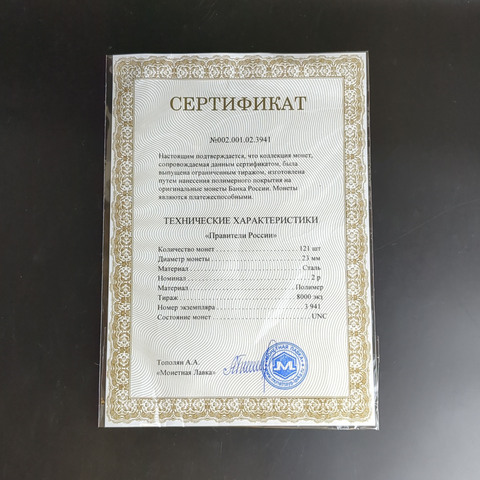 СЕРТИФИКАТ
№002.001.02.3941
Настоящим подтверждается, что коллекция монет,
сопровождаемая данным сертификатом, была
выпущена ограниченным тиражом, изготовлена
путем нанесения полимерного покрытия на
оригинальные монеты Банка России. Монеты
являются платежеспособными.
ТЕХНИЧЕСКИЕ ХАРАКТЕРИСТИКИ
«Правители России»
Количество монет 121 шт
Диаметр монеты 23 мм
Материал Сталь
Номинал 2 р
Материал Полимер
Тираж 8000 экз
Номер экземпляра 3 941
Состояние монет UNC
Тополян А.А.
«Монетная Лавка»